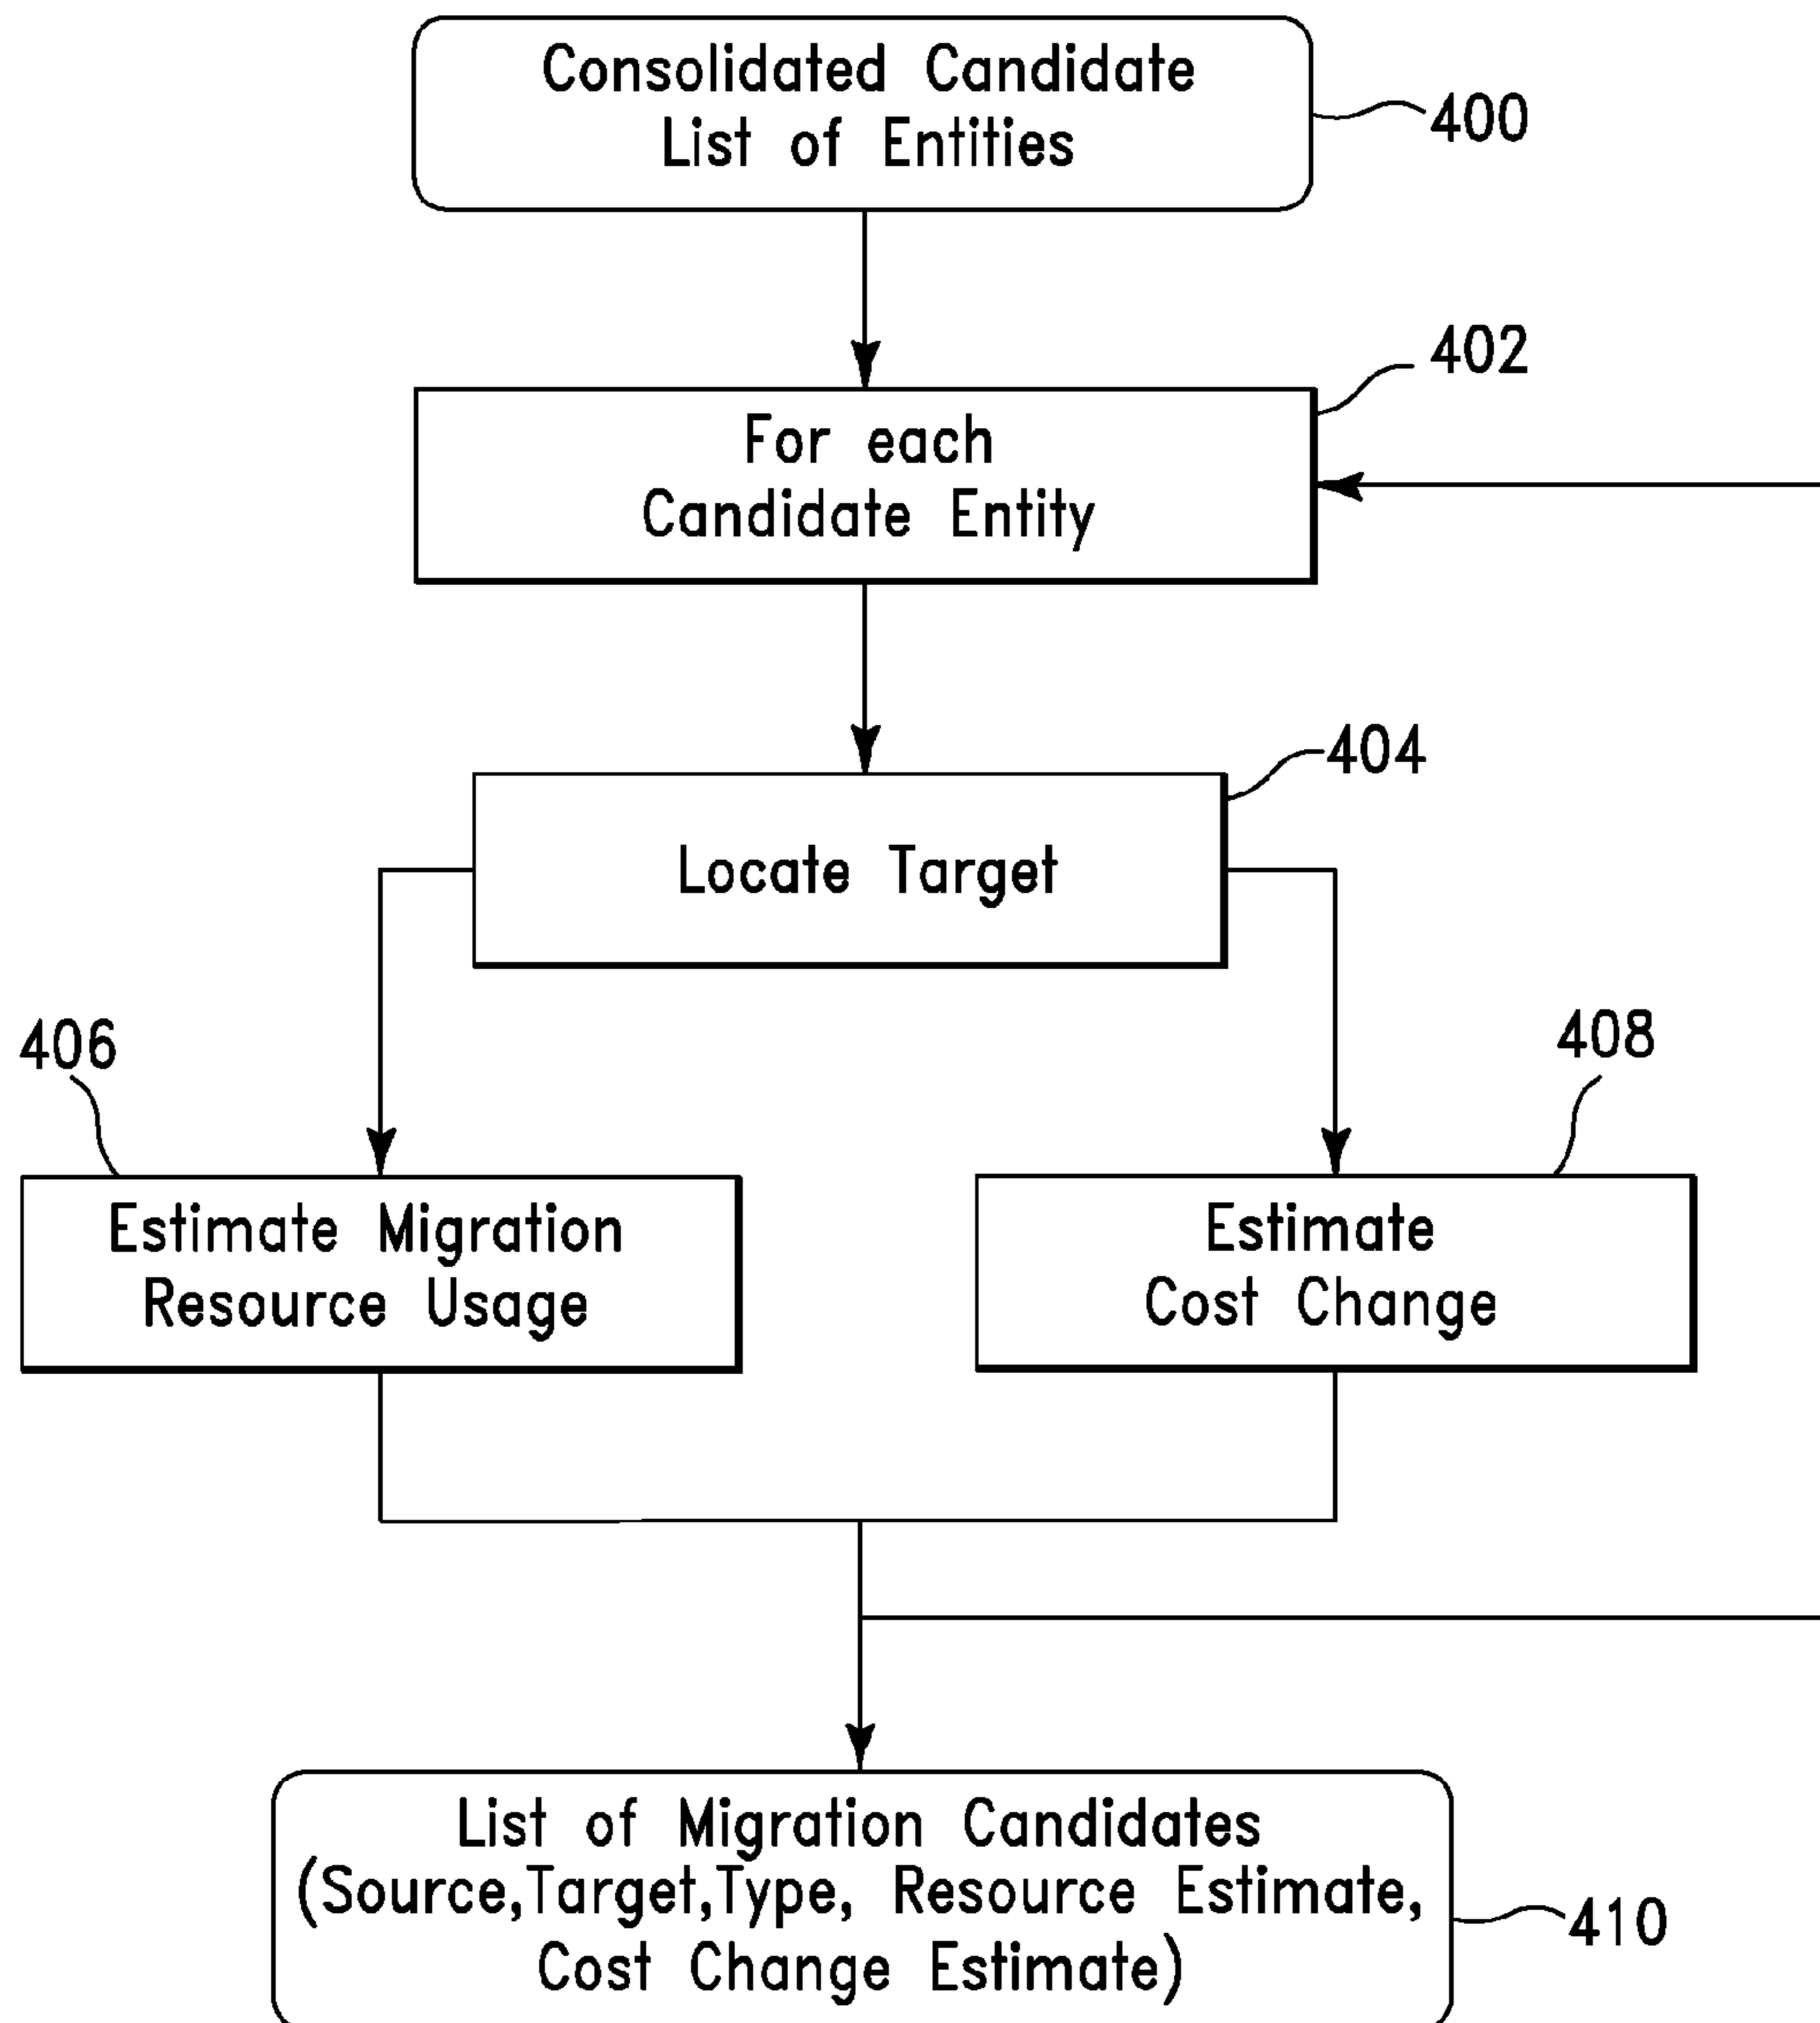 Consolidated Candidate
List of Entities
400
402
For each
Candidate Entity
404
Locate Target
406
408
Estimate Migration
Resource Usage
Estimate
Cost Change
List of Migration Candidates
(Source,Target,Type, Resource Estimate,
Cost Change Estimate)
410